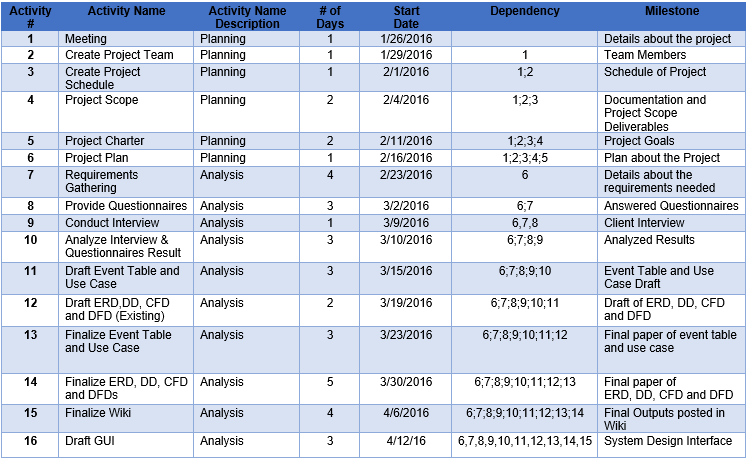 Activity # Activity Name Activity Name Description # of Days Start Date Dependency Milestone
1 Meeting Planning 1 1/26/2016 Details about the project
2 Create Project Team Planning 1 1/29/2016 1 Team Members
3 Create Project Schedule Planning 1 2/1/2016 1;2 Schedule of Project
4 Project Scope Planning 2 2/4/2016 1;2;3 Documentation and Project Scope Deliverables
5 Project Charter Planning 2 2/11/2016 1;2;3;4 Project Goals
6 Project Plan Planning 1 2/16/2016 1;2;3;4;5 Plan about the Project
7 Requirements Gathering Analysis 4 2/23/2016 6 Details about the requirements needed
8 Provide Questionnaires Analysis 3 3/2/2016 6;7 Answered Questionnaires
9 Conduct Interview Analysis 1 3/9/2016 6,7,8 Client Interview
10 Analyze Interview & Questionnaires Result Analysis 3 3/10/2016 6;7;8;9 Analyzed Results
11 Draft Event Table and Use Case Analysis 3 3/15/2016 6;7;8;9;10 Event Table and Use Case Draft
12 Draft ERD,DD, CFD and DFD (Existing) Analysis 2 3/19/2016 6;7;8;9;10;11 Draft of ERD, DD, CFD and DFD
13 Finalize Event Table and Use Case Analysis 3 3/23/2016 6;7;8;9;10;11;12 Final paper of event table and use case
14 Finalize ERD, DD, CFD and DFDs Analysis 5 3/30/2016 6;7;8;9;10;11;12;13 Final paper of ERD, DD, CFD and DFD
15 Finalize Wiki Analysis 4 4/6/2016 6;7;8;9;10;11;12;13;14 Final Outputs posted in Wiki
16 Draft GUI Analysis 3 4/12/16 6,7,8,9,10,11,12,13,14,15 System Design Interface